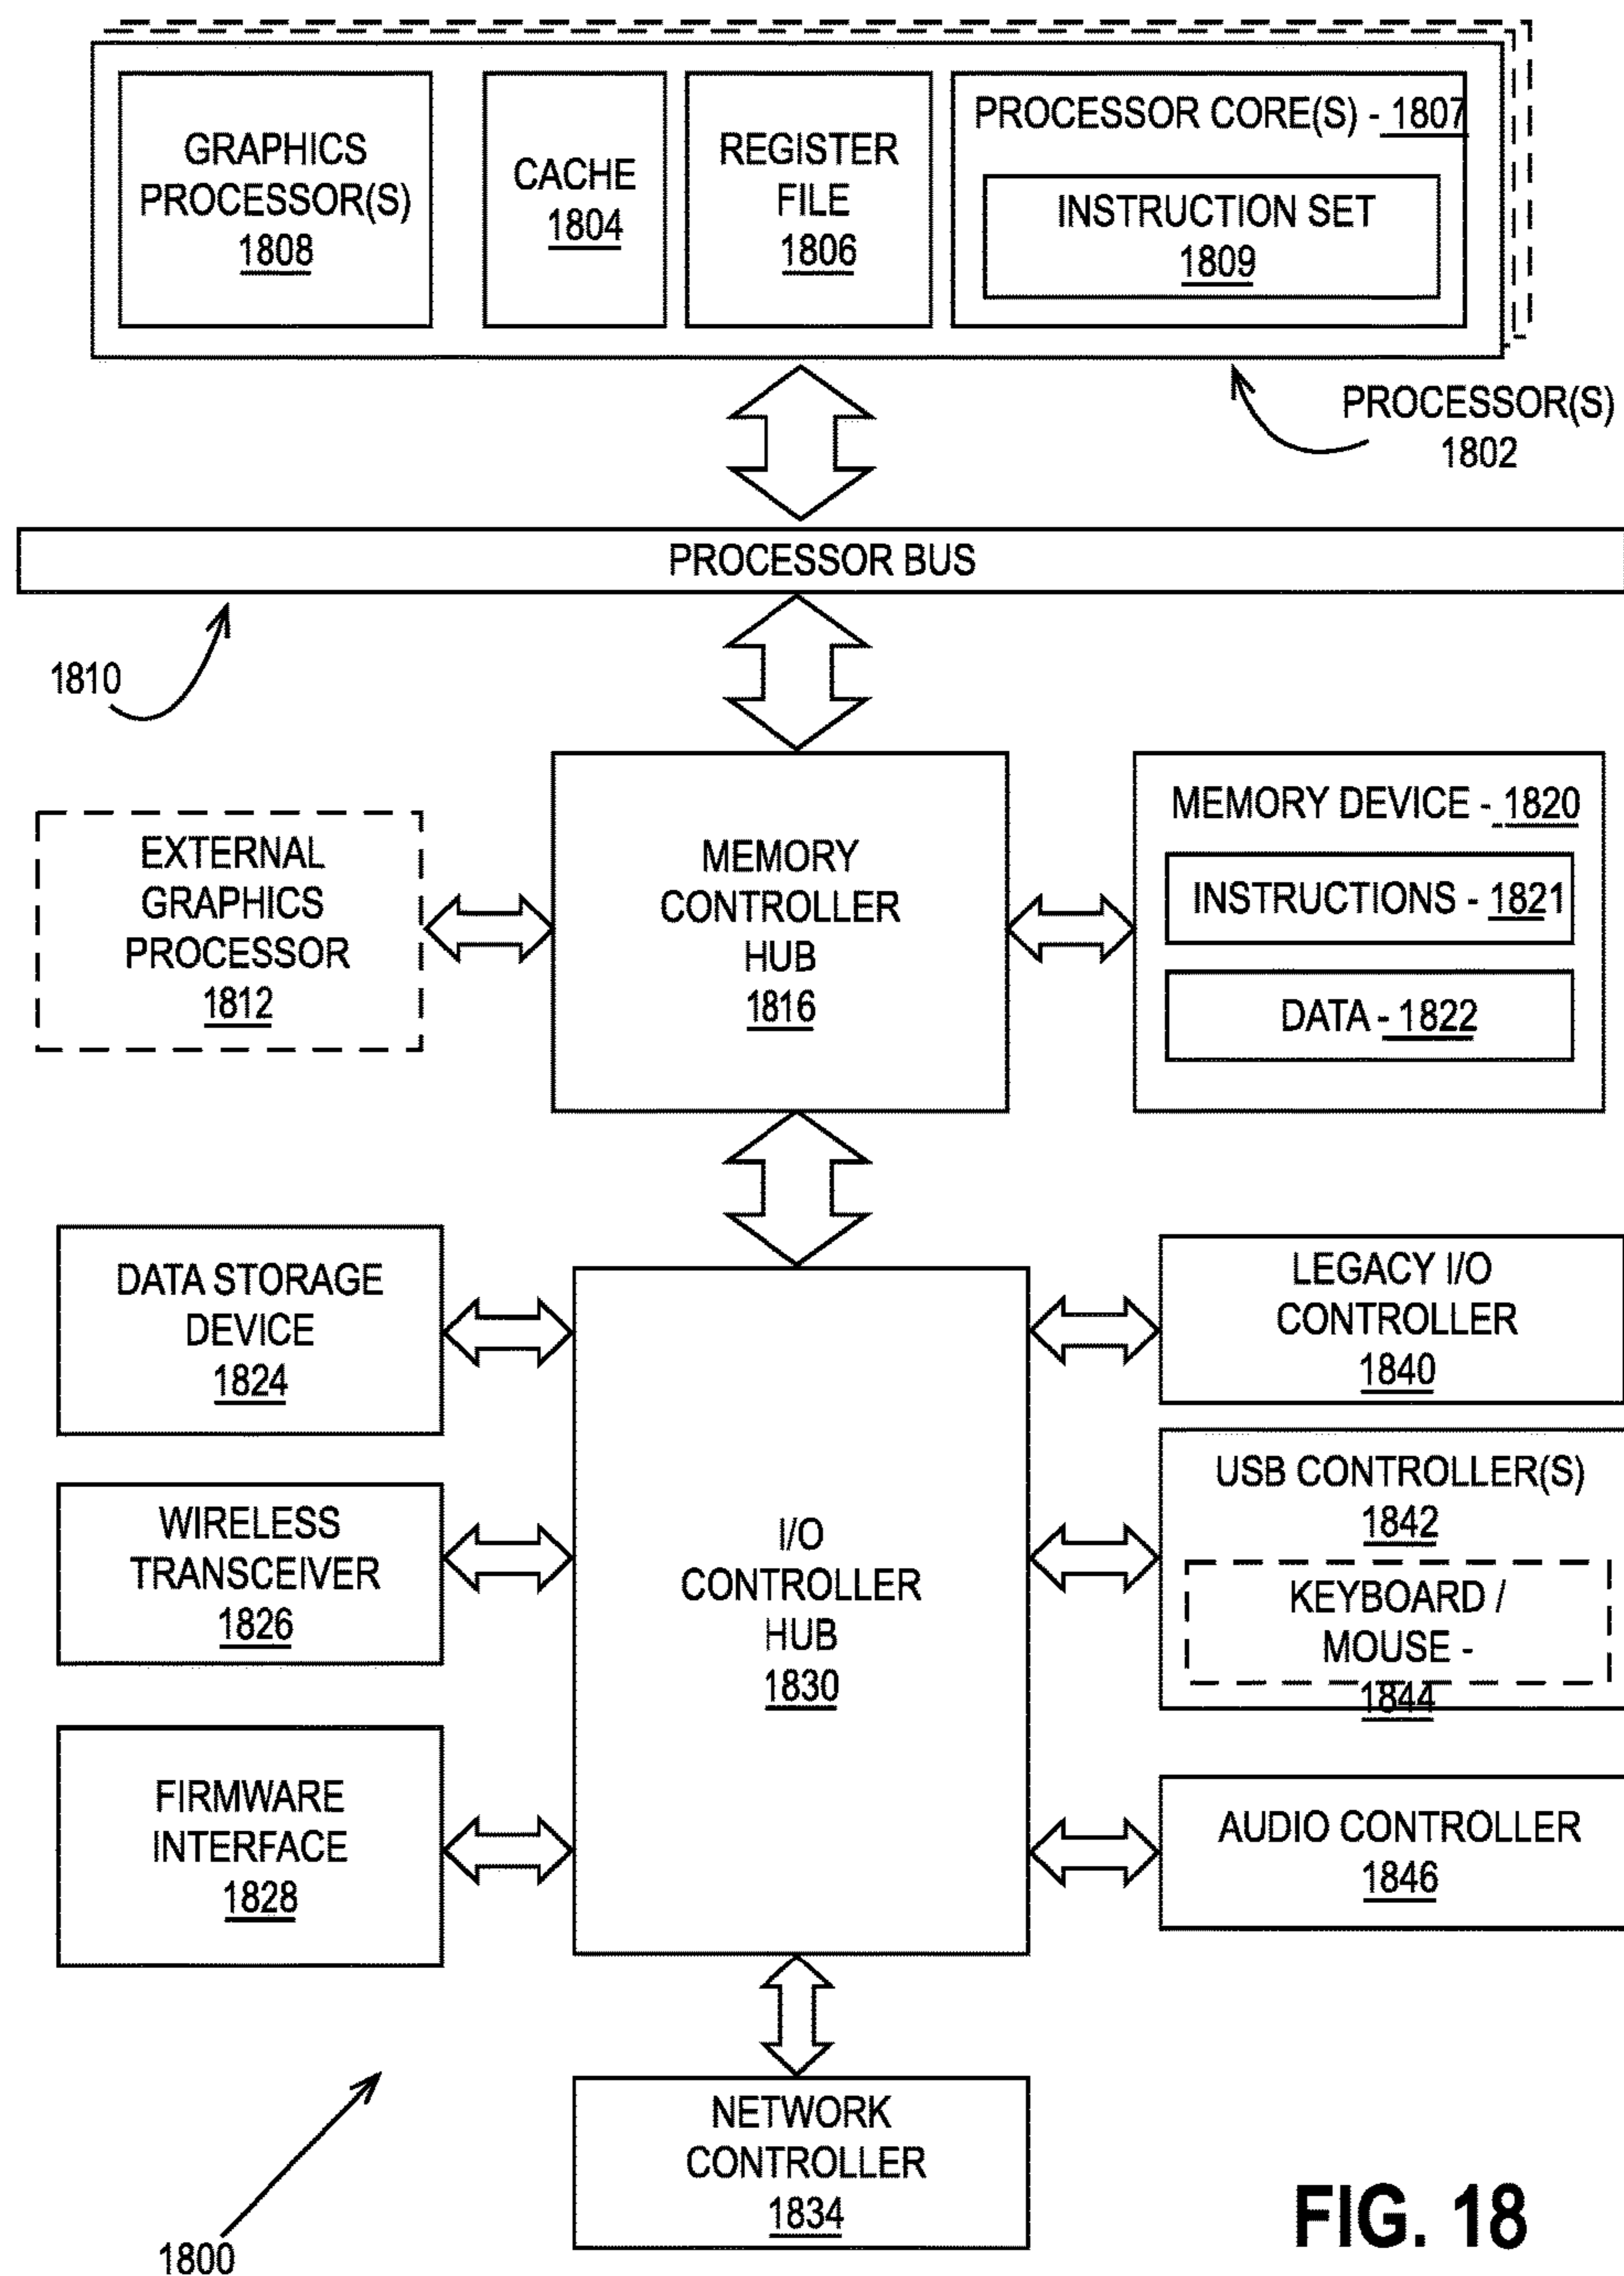 GRAPHICS
PROCESSOR(S)
1808
CACHE
1804
REGISTER
FILE
1806
PROCESSOR CORE(S) - 1807
INSTRUCTION SET
1809
PROCESSOR(S)
1802
PROCESSOR BUS
1810
EXTERNAL
GRAPHICS
PROCESSOR
1812
MEMORY
CONTROLLER
HUB
1816
MEMORY DEVICE - 1820
INSTRUCTIONS - 1821
DATA - 1822
DATA STORAGE
DEVICE
1824
WIRELESS
TRANSCEIVER
1826
FIRMWARE
INTERFACE
1828
I/O
CONTROLLER
HUB
1830
LEGACY I/O
CONTROLLER
1840
USB CONTROLLER(S)
1842
KEYBOARD /
MOUSE -
1844
AUDIO CONTROLLER
1846
NETWORK
CONTROLLER
1834
1800
FIG. 18